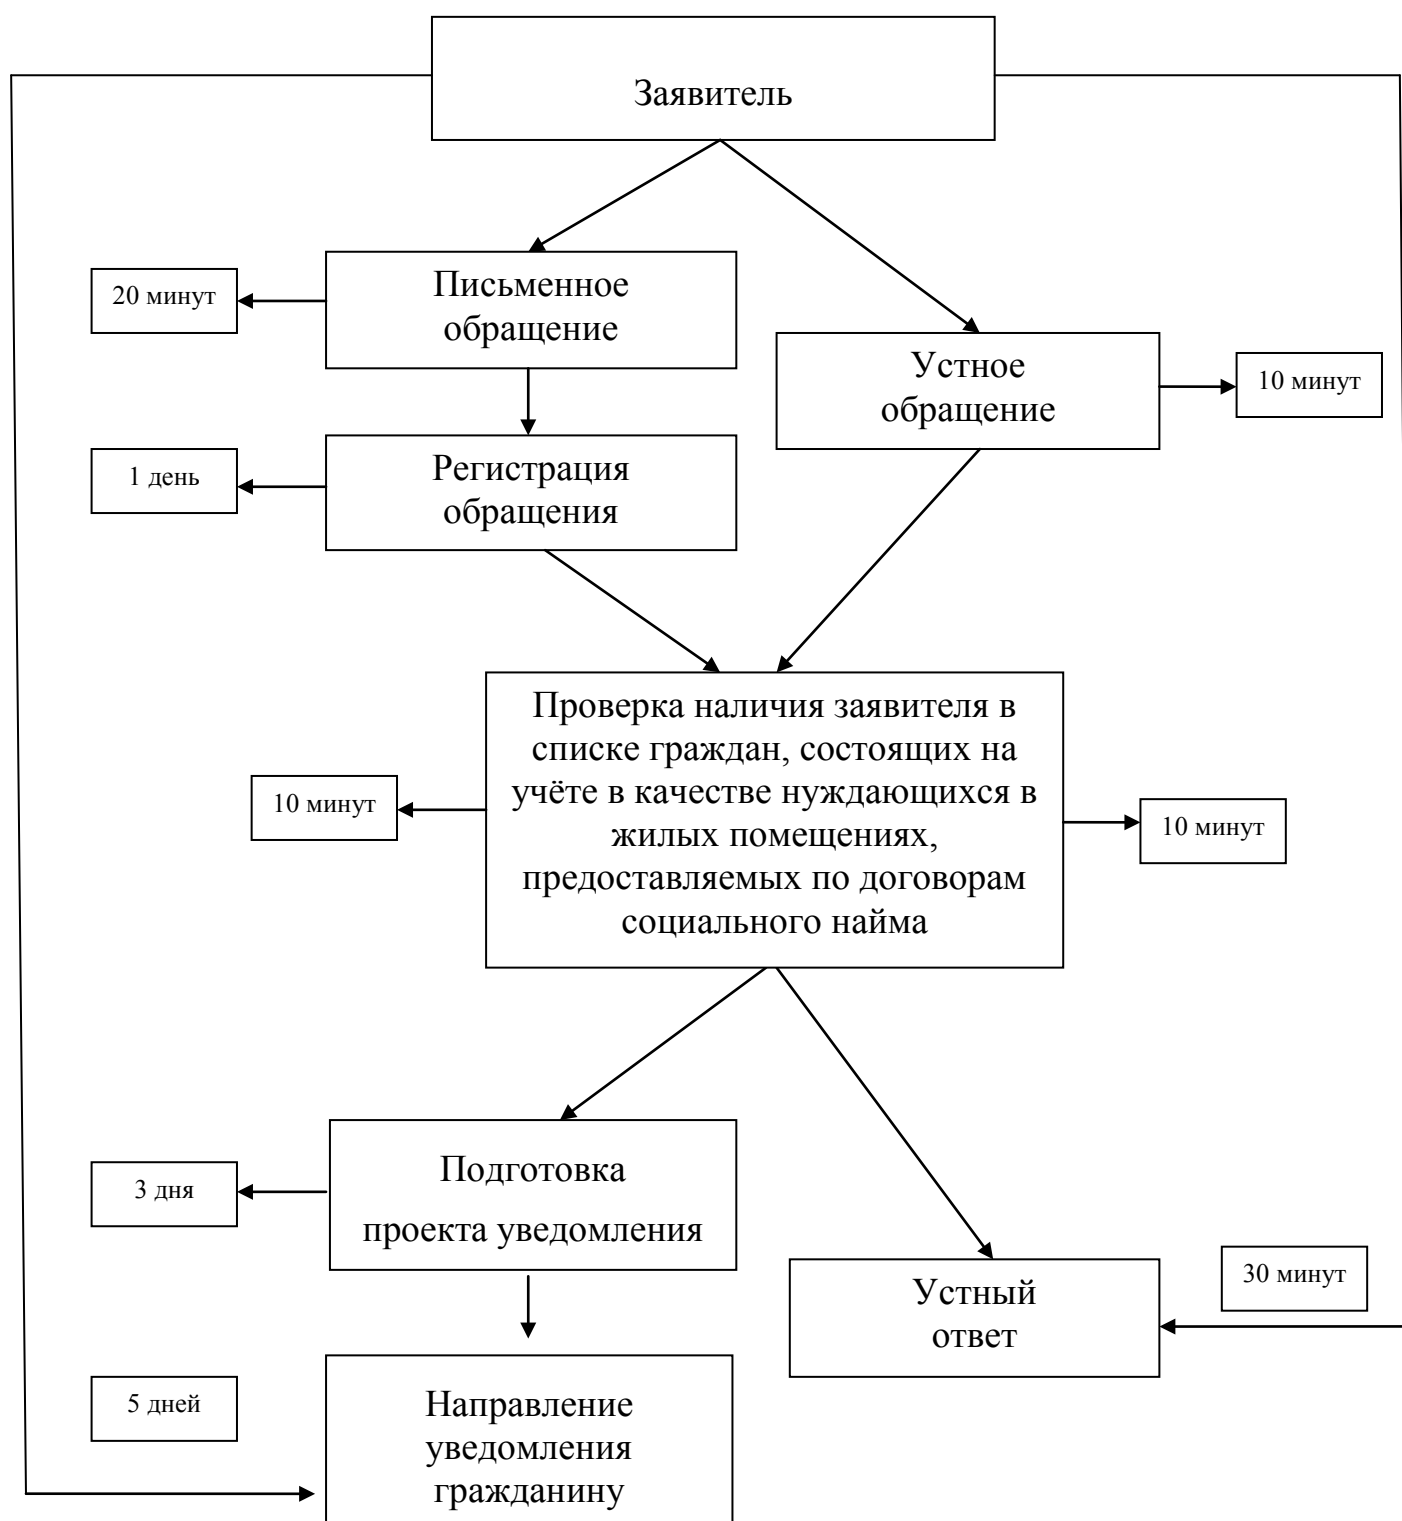 Заявитель
Письменное
обращение
20 минут
Устное
обращение
10 минут
Регистрация
обращения
1 день
Проверка наличия заявителя в
списке граждан, состоящих на
учёте в качестве нуждающихся в
жилых помещениях,
предоставляемых по договорам
социального найма
10 минут
10 минут
Подготовка
проекта уведомления
3 дня
Устный
ответ
30 минут
Направление
уведомления
гражданину
5 дней